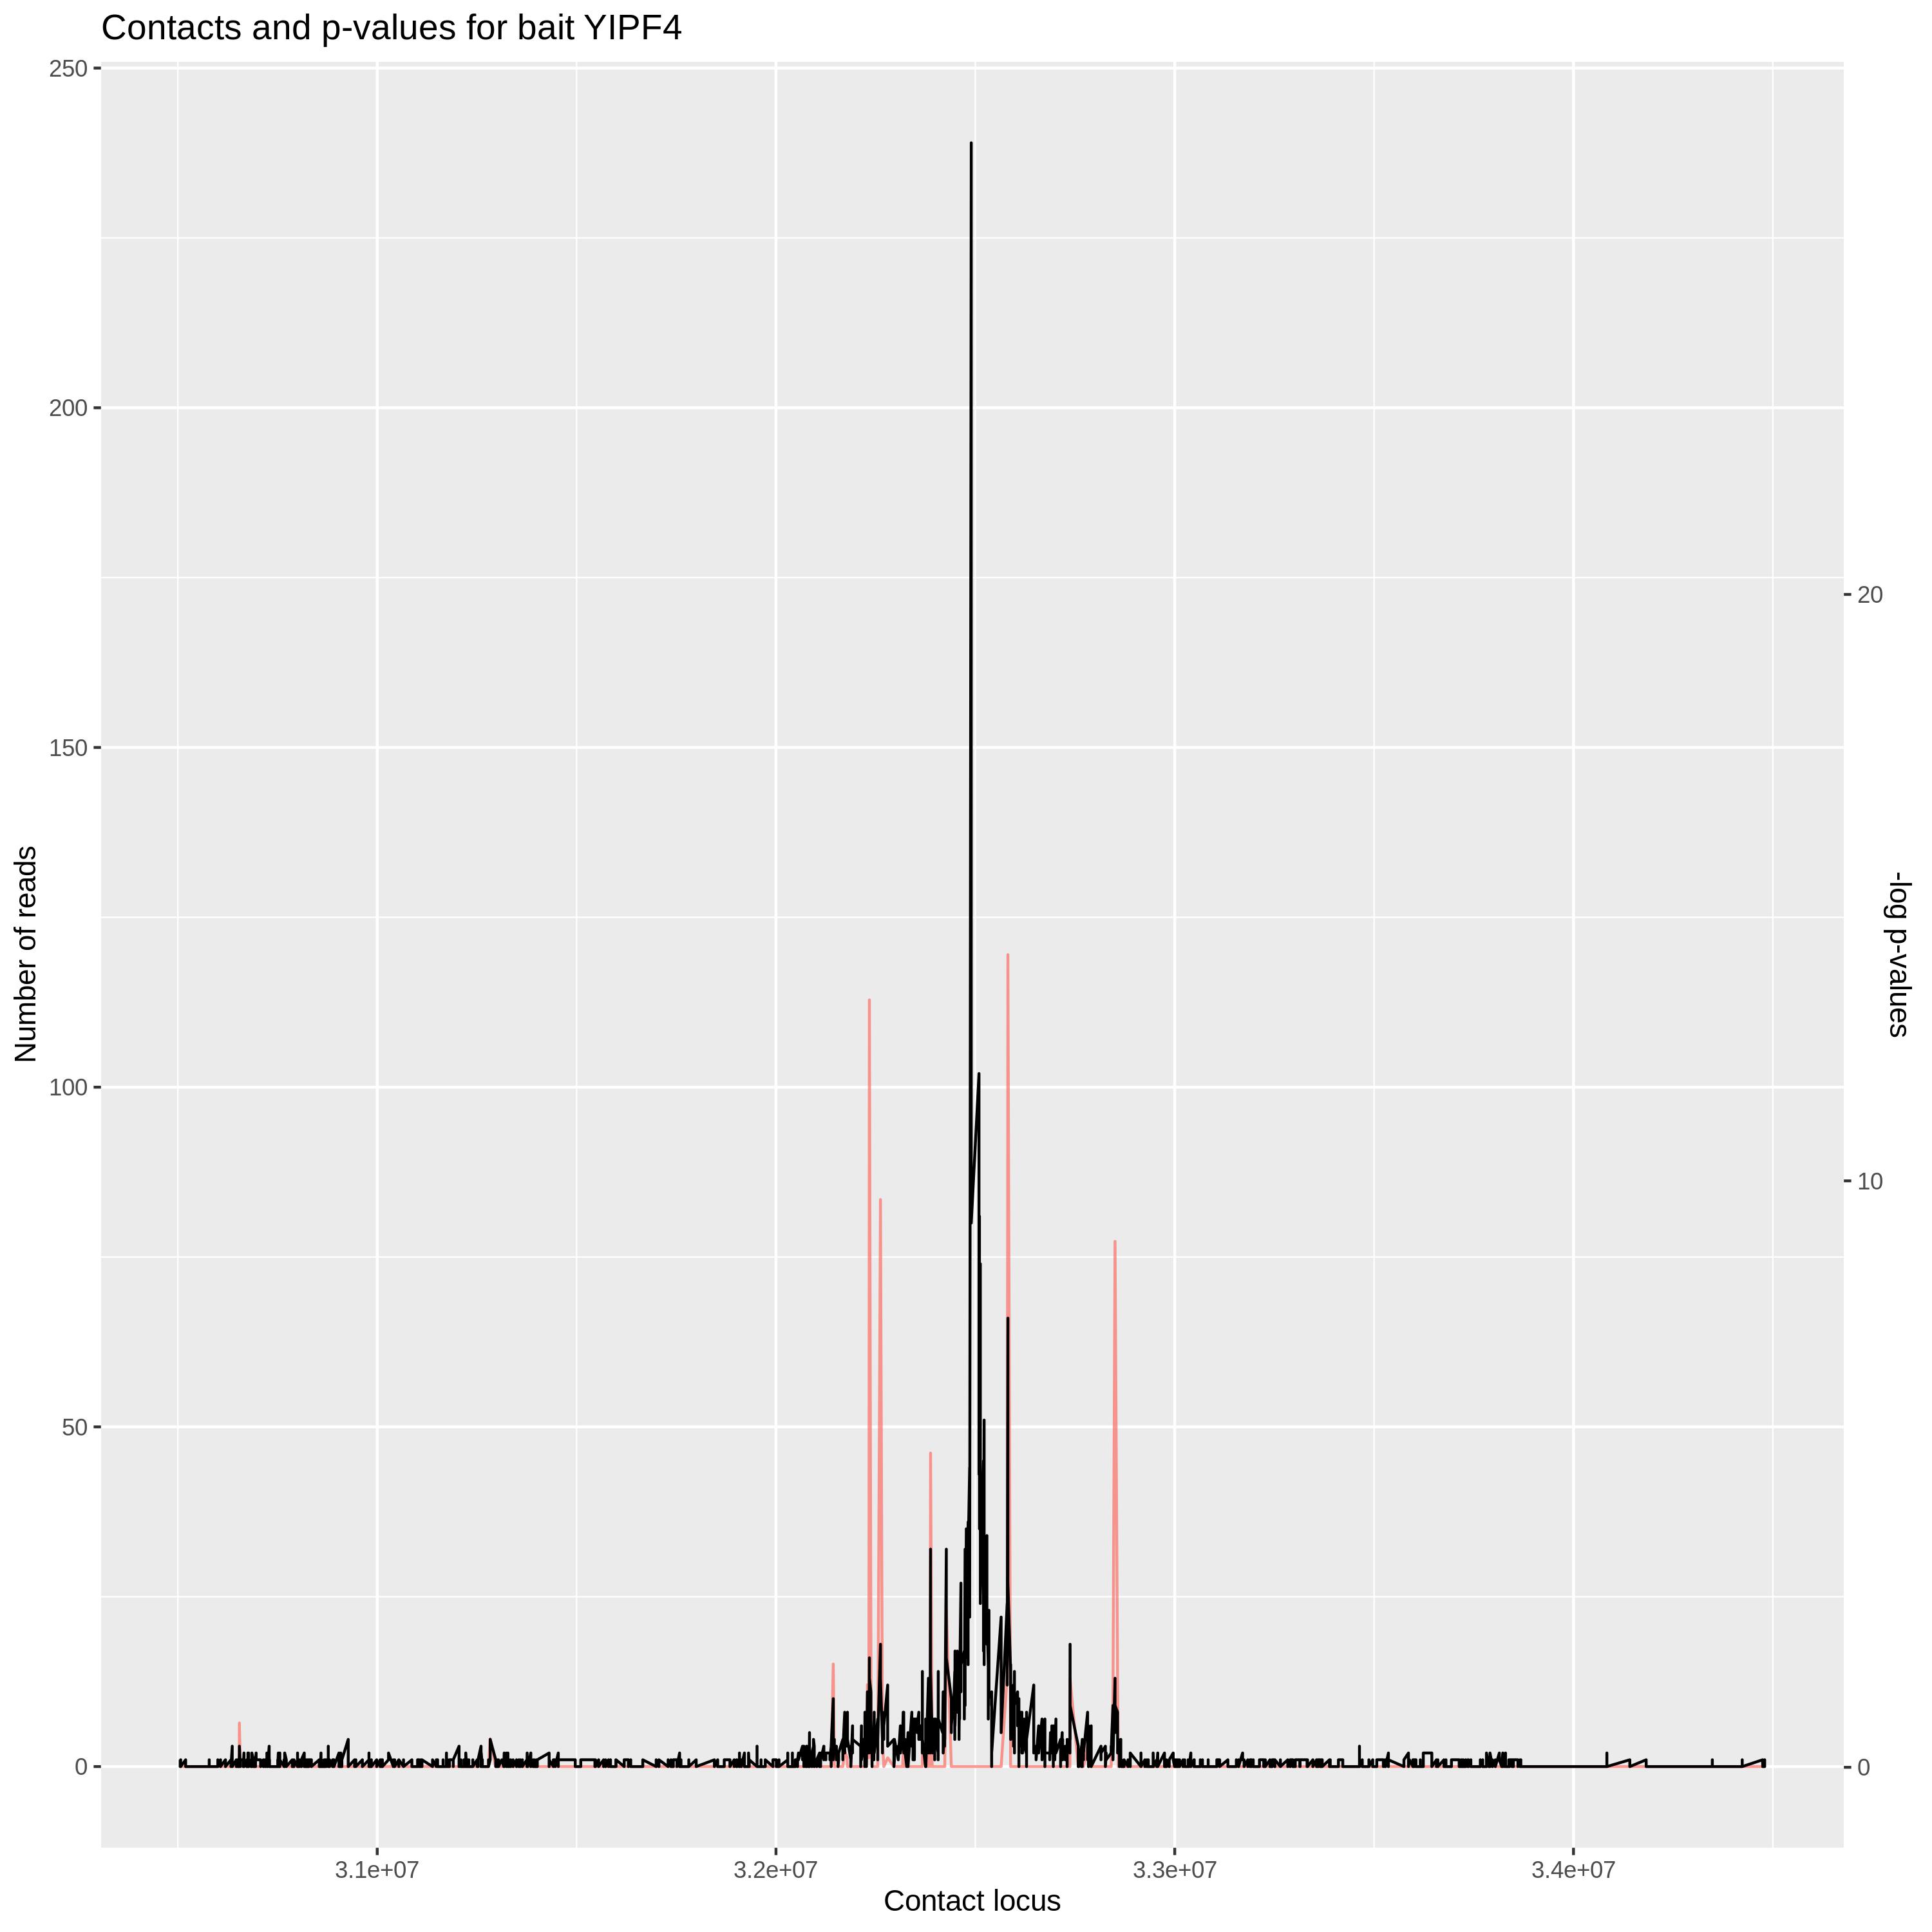 Contacts and p-values for bait YIPF4
250
200
150
100
50
0
Number of reads
20
10
0
-log p-values
3.1e+07
3.2e+07
3.3e+07
3.4e+07
Contact locus